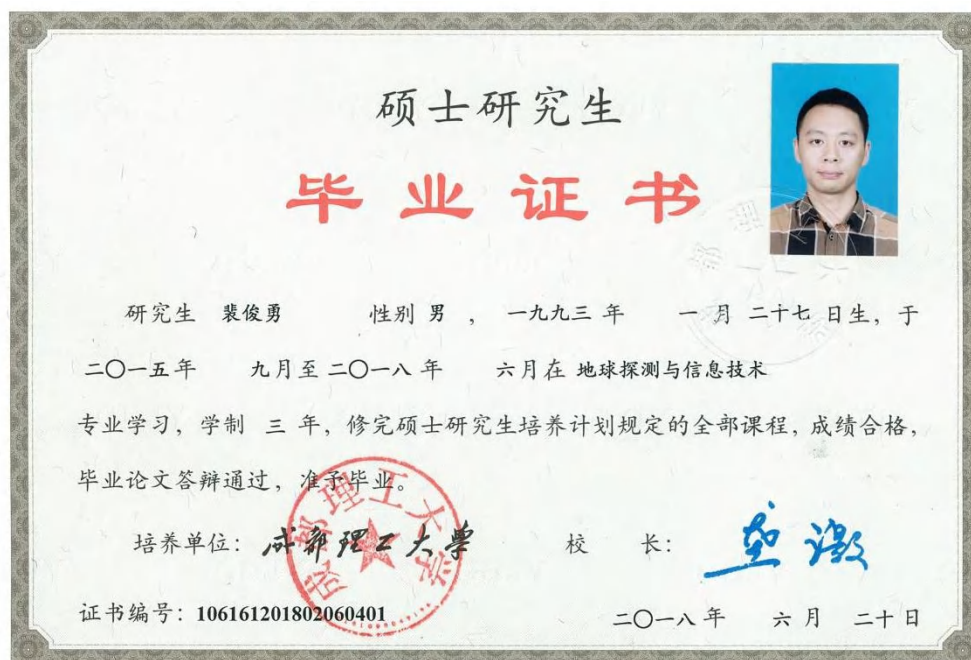 硕士研究生
毕业证书
研究生 裴俊勇 性别 男 , 一九九三 年 一 月 二十七 日生, 于
二〇一五年 九月至二〇一八 年 六月在 地球探测与信息技术
专业学习, 学制 三 年, 修完硕士研究生培养计划规定的全部课程, 成绩合格,
毕业论文答辩通过, 准予毕业。
培养单位: 成都理工大学 校 长:
成都理工大学
证书编号: 106161201802060401 二〇一八 年 六 月 二十 日